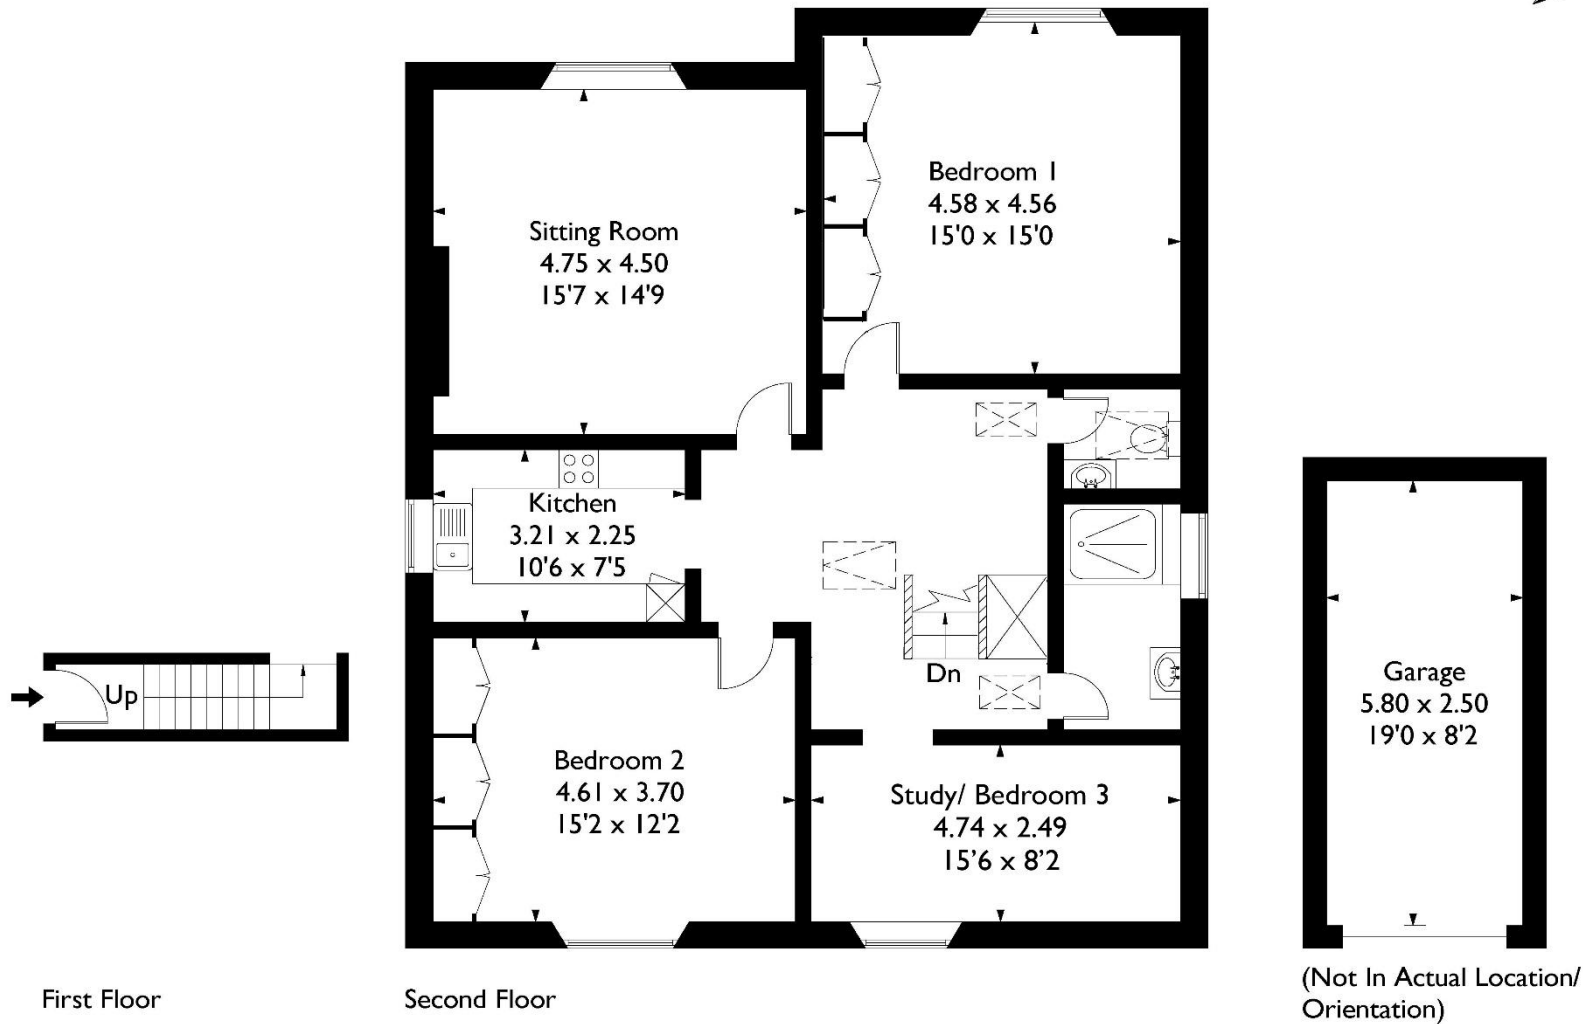 Bedroom 1
4.58 x 4.56
15'0 x 15'0
Sitting Room
4.75 x 4.50
15'7 x 14'9
Kitchen
3.21 x 2.25
10'6 x 7'5
Up
Dn
Bedroom 2
4.61 x 3.70
15'2 x 12'2
Study/ Bedroom 3
4.74 x 2.49
15’6 x 8’2
Garage
5.80 x 2.50
19'0 x 8'2
First Floor
Second Floor
(Not In Actual Location/
Orientation)